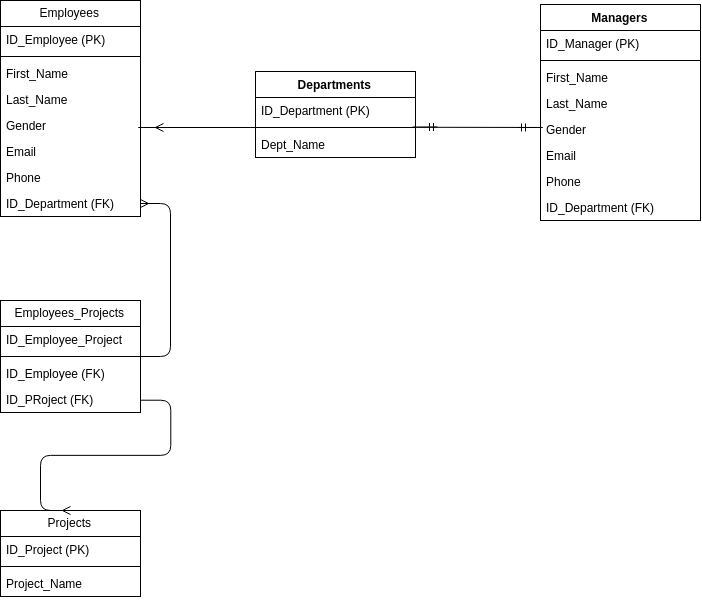 Employees
ID_Employee (PK)
First_Name
Last_Name
Gender
Email
Phone
ID_Department (FK)
Departments
ID_Department (PK)
Dept_Name
Managers
ID_Manager (PK)
First_Name
Last_Name
Gender
Email
Phone
ID_Department (FK)
Employees_Projects
ID_Employee_Project
ID_Employee (FK)
ID_PRoject (FK)
Projects
ID_Project (PK)
Project_Name